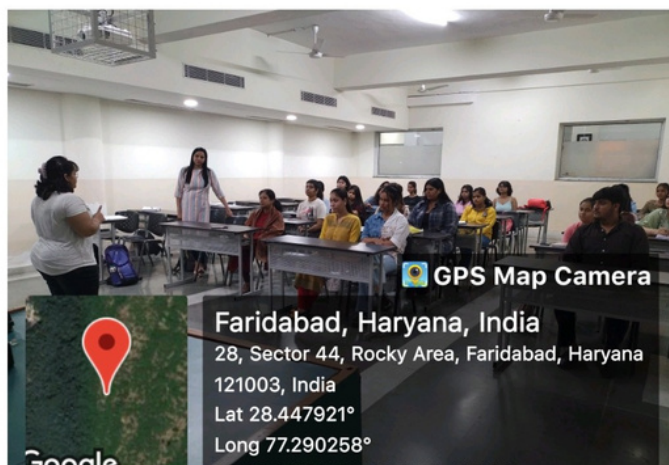 GPS Map Camera
Faridabad, Haryana, India
28, Sector 44, Rocky Area, Faridabad, Haryana
121003, India
Lat 28.447921°
Long 77.290258°
Google